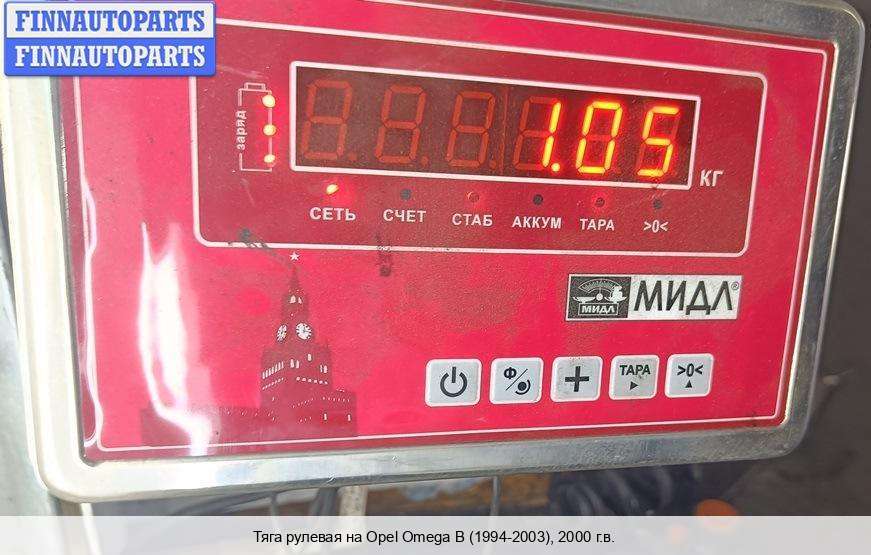 FINNAUTOPARTS
FINNAUTOPARTS
заряд
1.05
КГ
СЕТЬ СЧЕТ СТАБ АККУМ ТАРА >0<
МИДЛ МИДЛ®
Ф/ + ТАРА >0<
Тяга рулевая на Opel Omega B (1994-2003), 2000 г.в.